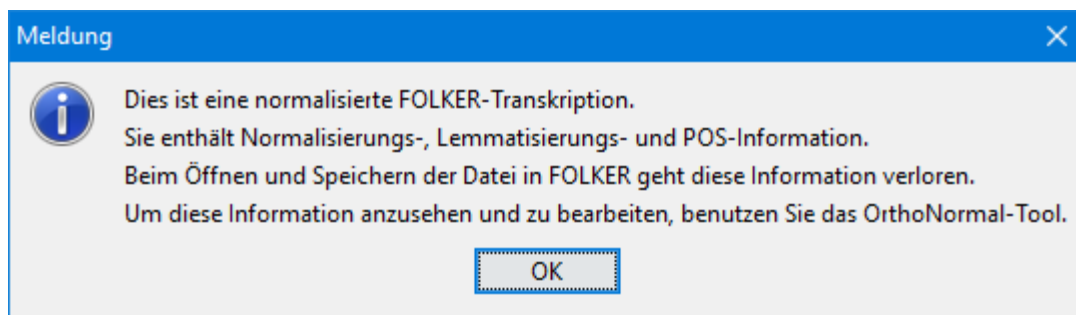 Meldung
Dies ist eine normalisierte FOLKER-Transkription.
Sie enthält Normalisierungs-, Lemmatisierungs- und POS-Information.
Beim Öffnen und Speichern der Datei in FOLKER geht diese Information verloren.
Um diese Information anzusehen und zu bearbeiten, benutzen Sie das OrthoNormal-Tool.
OK